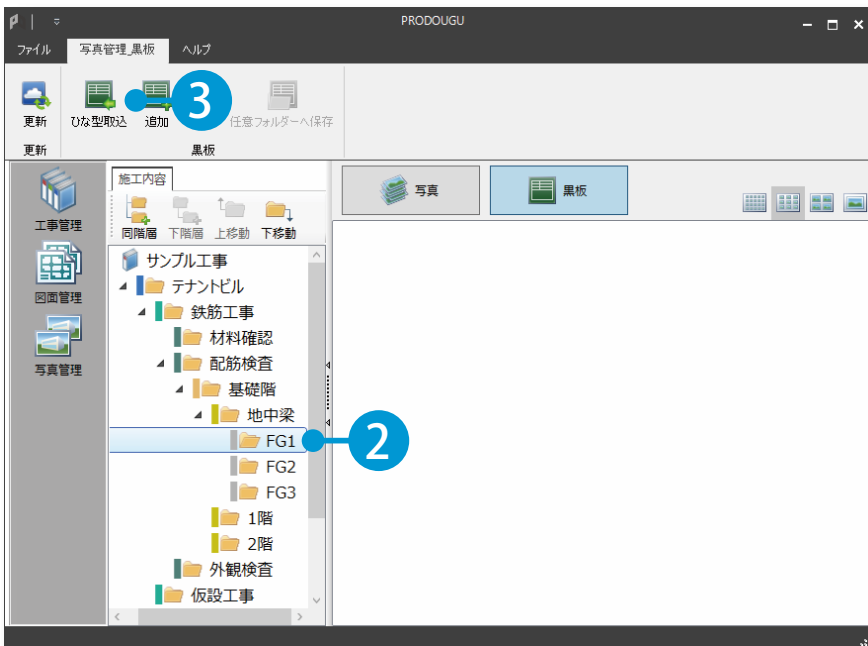 PRODOUGU
ファイル 写真管理_黒板 ヘルプ
更新 ひな型取込 追加 任意フォルダーへ保存
更新 黒板
3
工事管理
図面管理
写真管理
施工内容
同階層 下階層 上移動 下移動
写真 黒板
サンプル工事
テナントビル
鉄筋工事
材料確認
配筋検査
基礎階
地中梁
FG1
2
FG2
FG3
1階
2階
外観検査
仮設工事